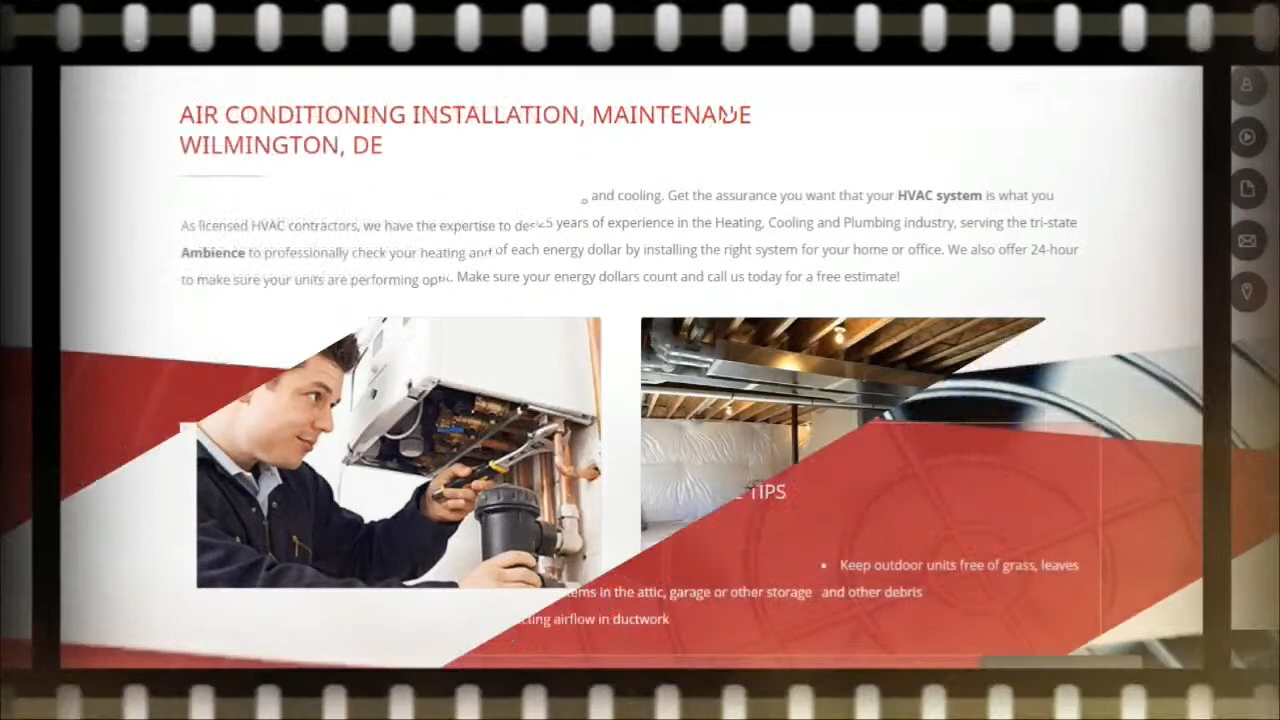 AIR CONDITIONING INSTALLATION, MAINTENANE
WILMINGTON, DE
and cooling. Get the assurance you want that your HVAC system is what you
As licensed HVAC contractors, we have the expertise to de 25 years of experience in the Heating, Cooling and Plumbing industry, serving the tri-state
Ambience to professionally check your heating and of each energy dollar by installing the right system for your home or office. We also offer 24-hour
to make sure your units are performing op Make sure your energy dollars count and call us today for a free estimate!
TIPS
Keep outdoor units free of grass, leaves
ems in the attic, garage or other storage and other debris
airflow in ductwork